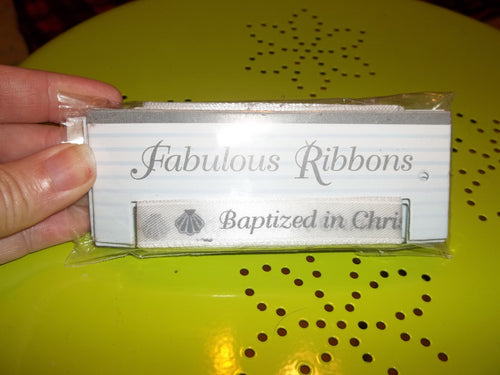 Fabulous Ribbons
Baptized in Chri